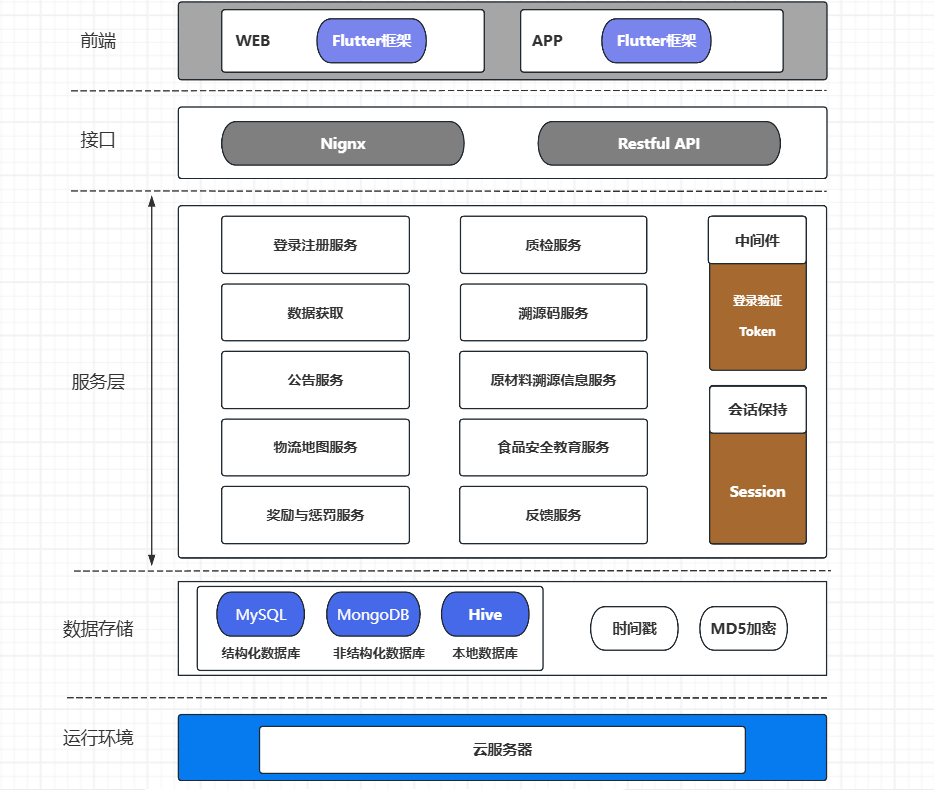 前端
WEB
Flutter框架
APP
Flutter框架
接口
Nignx
Restful API
服务层
登录注册服务
质检服务
中间件
数据获取
溯源码服务
登录验证
Token
公告服务
原材料溯源信息服务
会话保持
物流地图服务
食品安全教育服务
Session
奖励与惩罚服务
反馈服务
数据存储
MySQL
MongoDB
Hive
结构化数据库
非结构化数据库
本地数据库
时间戳
MD5加密
运行环境
云服务器